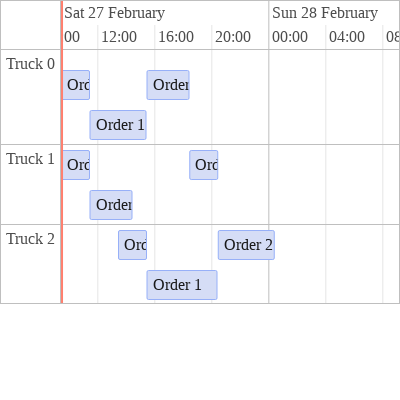 Sat 27 February Sun 28 February
00 12:00 16:00 20:00 00:00 04:00 08
Truck 0
Ord Order
Order 1
Truck 1
Ord Ord
Order
Truck 2
Ord Order 2
Order 1